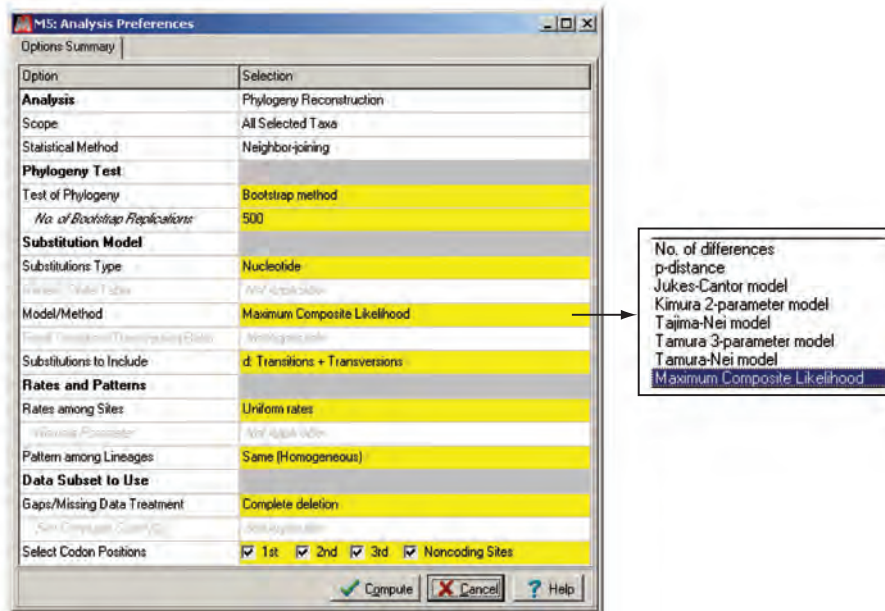 M5: Analysis Preferences
Options Summary
Option Selection
Analysis Phylogeny Reconstruction
Scope All Selected Taxa
Statistical Method Neighbor-joining
Phylogeny Test
Test of Phylogeny Bootstrap method
No. of Bootstrap Replications 500
Substitution Model
Substitutions Type Nucleotide
Model/Method Maximum Composite Likelihood
Substitutions to Include d: Transitions + Transversions
Rates and Patterns
Rates among Sites Uniform rates
Pattern among Lineages Same (Homogeneous)
Data Subset to Use
Gaps/Missing Data Treatment Complete deletion
Select Codon Positions 1st 2nd 3rd Noncoding Sites
Compute Cancel ? Help
No. of differences
p-distance
Jukes-Cantor model
Kimura 2-parameter model
Tajima-Nei model
Tamura 3-parameter model
Tamura-Nei model
Maximum Composite Likelihood